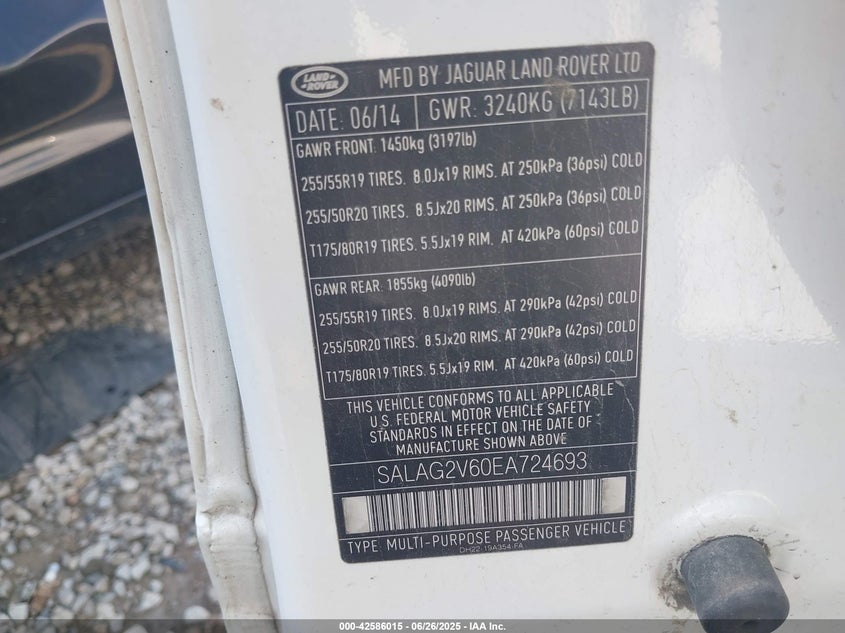 LAND ROVER
MFD BY JAGUAR LAND ROVER LTD
DATE: 06/14 GWR: 3240KG (7143LB)
GAWR FRONT: 1450kg (3197lb)
255/55R19 TIRES. 8.0Jx19 RIMS. AT 250kPa (36psi) COLD
255/50R20 TIRES. 8.5Jx20 RIMS. AT 250kPa (36psi) COLD
T175/80R19 TIRES. 5.5Jx19 RIM. AT 420kPa (60psi) COLD
GAWR REAR: 1855kg (4090lb)
255/55R19 TIRES. 8.0Jx19 RIMS. AT 290kPa (42psi) COLD
255/50R20 TIRES. 8.5Jx20 RIMS. AT 290kPa (42psi) COLD
T175/80R19 TIRES. 5.5Jx19 RIM. AT 420kPa (60psi) COLD
THIS VEHICLE CONFORMS TO ALL APPLICABLE
U.S. FEDERAL MOTOR VEHICLE SAFETY
STANDARDS IN EFFECT ON THE DATE OF
MANUFACTURE SHOWN ABOVE
SALAG2V60EA724693
TYPE: MULTI-PURPOSE PASSENGER VEHICLE
DH22 19A354 FA
000-42586015 - 06/26/2025 - IAA Inc.